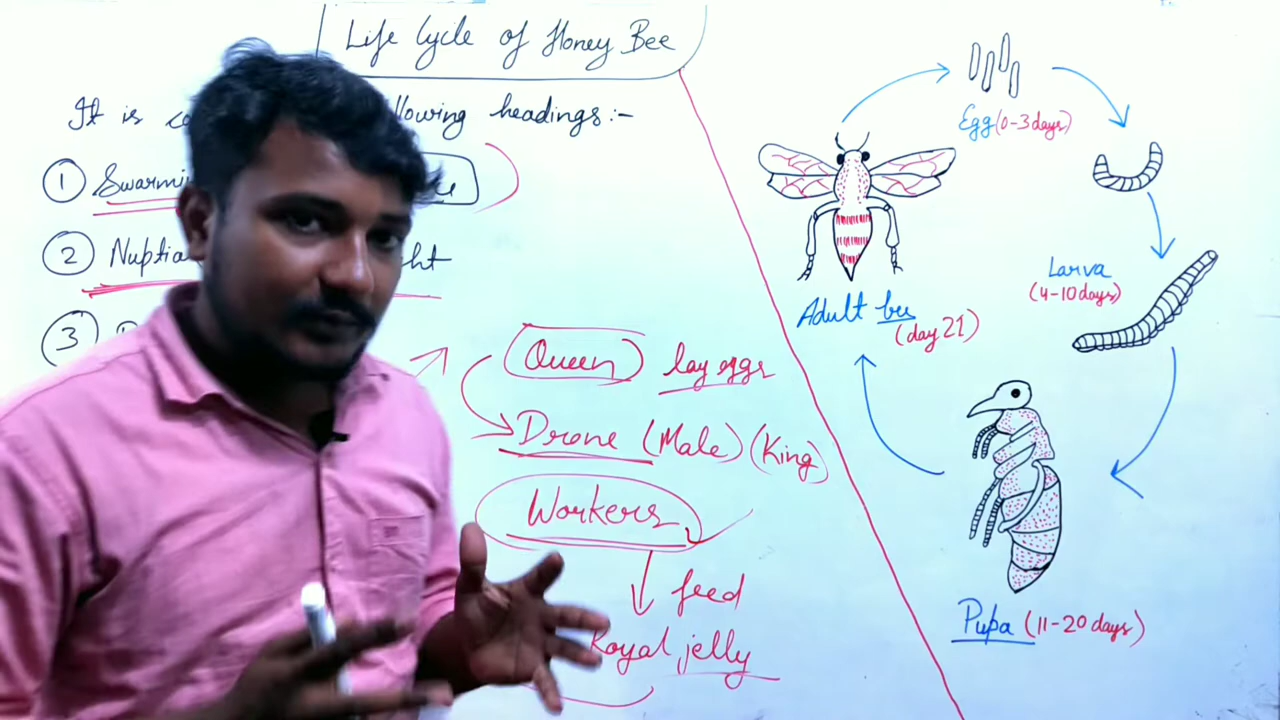 Life Cycle of Honey Bee
It is llowing headings:-
① Swarmi
② Nuptia ht
③
Queen lay eggs
Drone (Male) (King)
Workers
feed
Royal jelly
Egg (0-3 days)
Larva
(4-10 days)
Adult bee
(day 21)
Pupa (11-20 days)